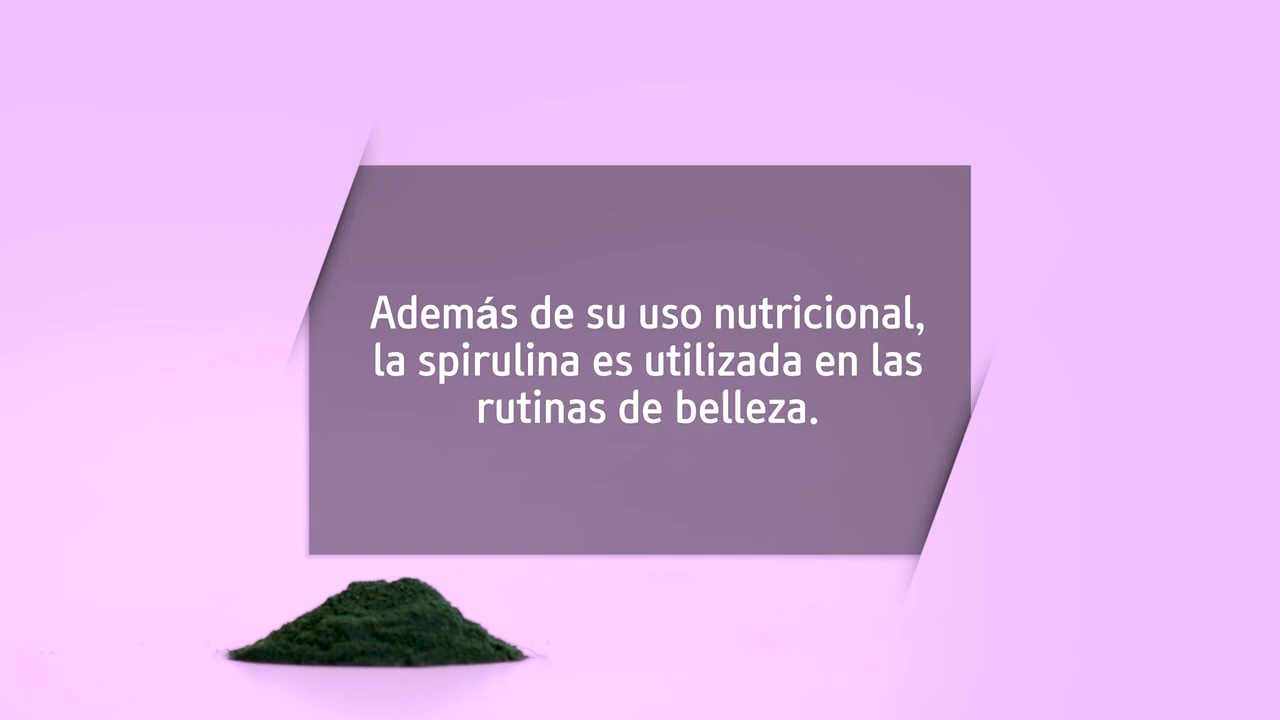 Además de su uso nutricional,
la spirulina es utilizada en las
rutinas de belleza.